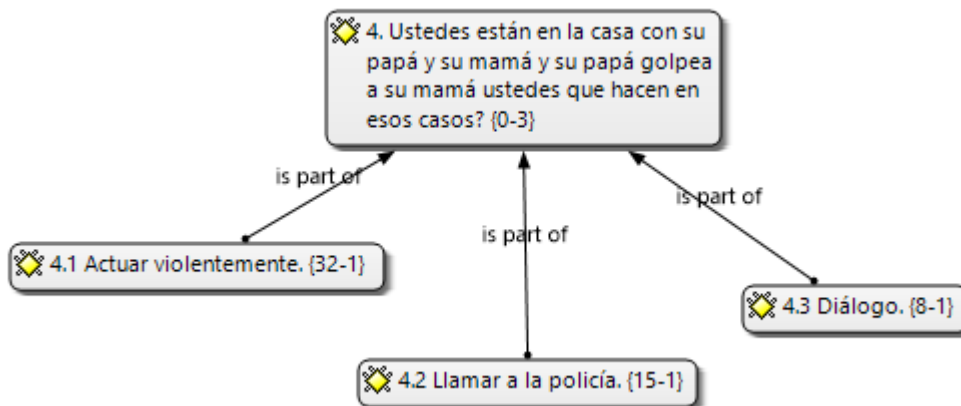 4. Ustedes están en la casa con su
papá y su mamá y su papá golpea
a su mamá ustedes que hacen en
esos casos? {0-3}
is part of
is part of
is part of
4.1 Actuar violentemente. {32-1}
4.3 Diálogo. {8-1}
4.2 Llamar a la policía. {15-1}